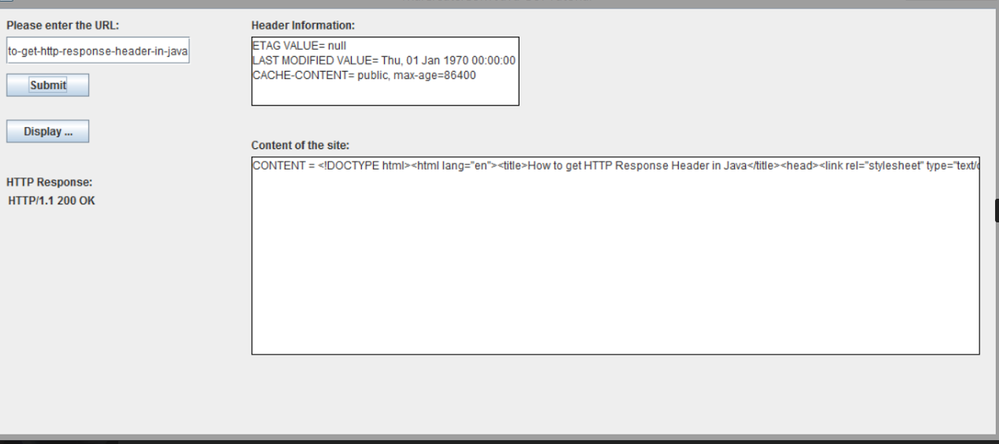 Please enter the URL:
to-get-http-response-header-in-java
Submit
Display ...
HTTP Response:
HTTP/1.1 200 OK
Header Information:
ETAG VALUE= null
LAST MODIFIED VALUE= Thu, 01 Jan 1970 00:00:00
CACHE-CONTENT= public, max-age=86400
Content of the site:
CONTENT = <!DOCTYPE html><html lang="en"><title>How to get HTTP Response Header in Java</title><head><link rel="stylesheet" type="text/